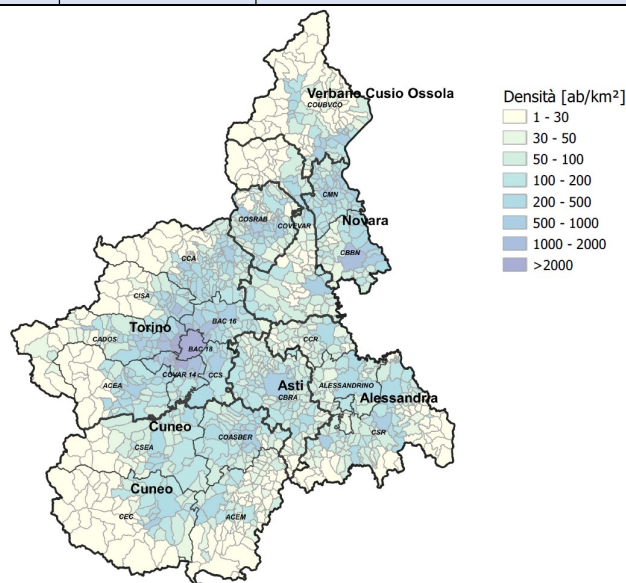 Verbano Cusio Ossola
COUBVCO
Densità [ab/km²]
1 - 30
30 - 50
50 - 100
100 - 200
200 - 500
500 - 1000
1000 - 2000
>2000
CMN
COSRAB
COVEVAR
Novara
CBBN
CCA
CISA
BAC 16
Torino
CADOS
BAC 18
CCR
COVAR 14
CCS
ACEA
Asti
ALESSANDRINO
CBRA
Alessandria
Cuneo
CSR
COASBER
CSEA
Cuneo
CEC
ACEM